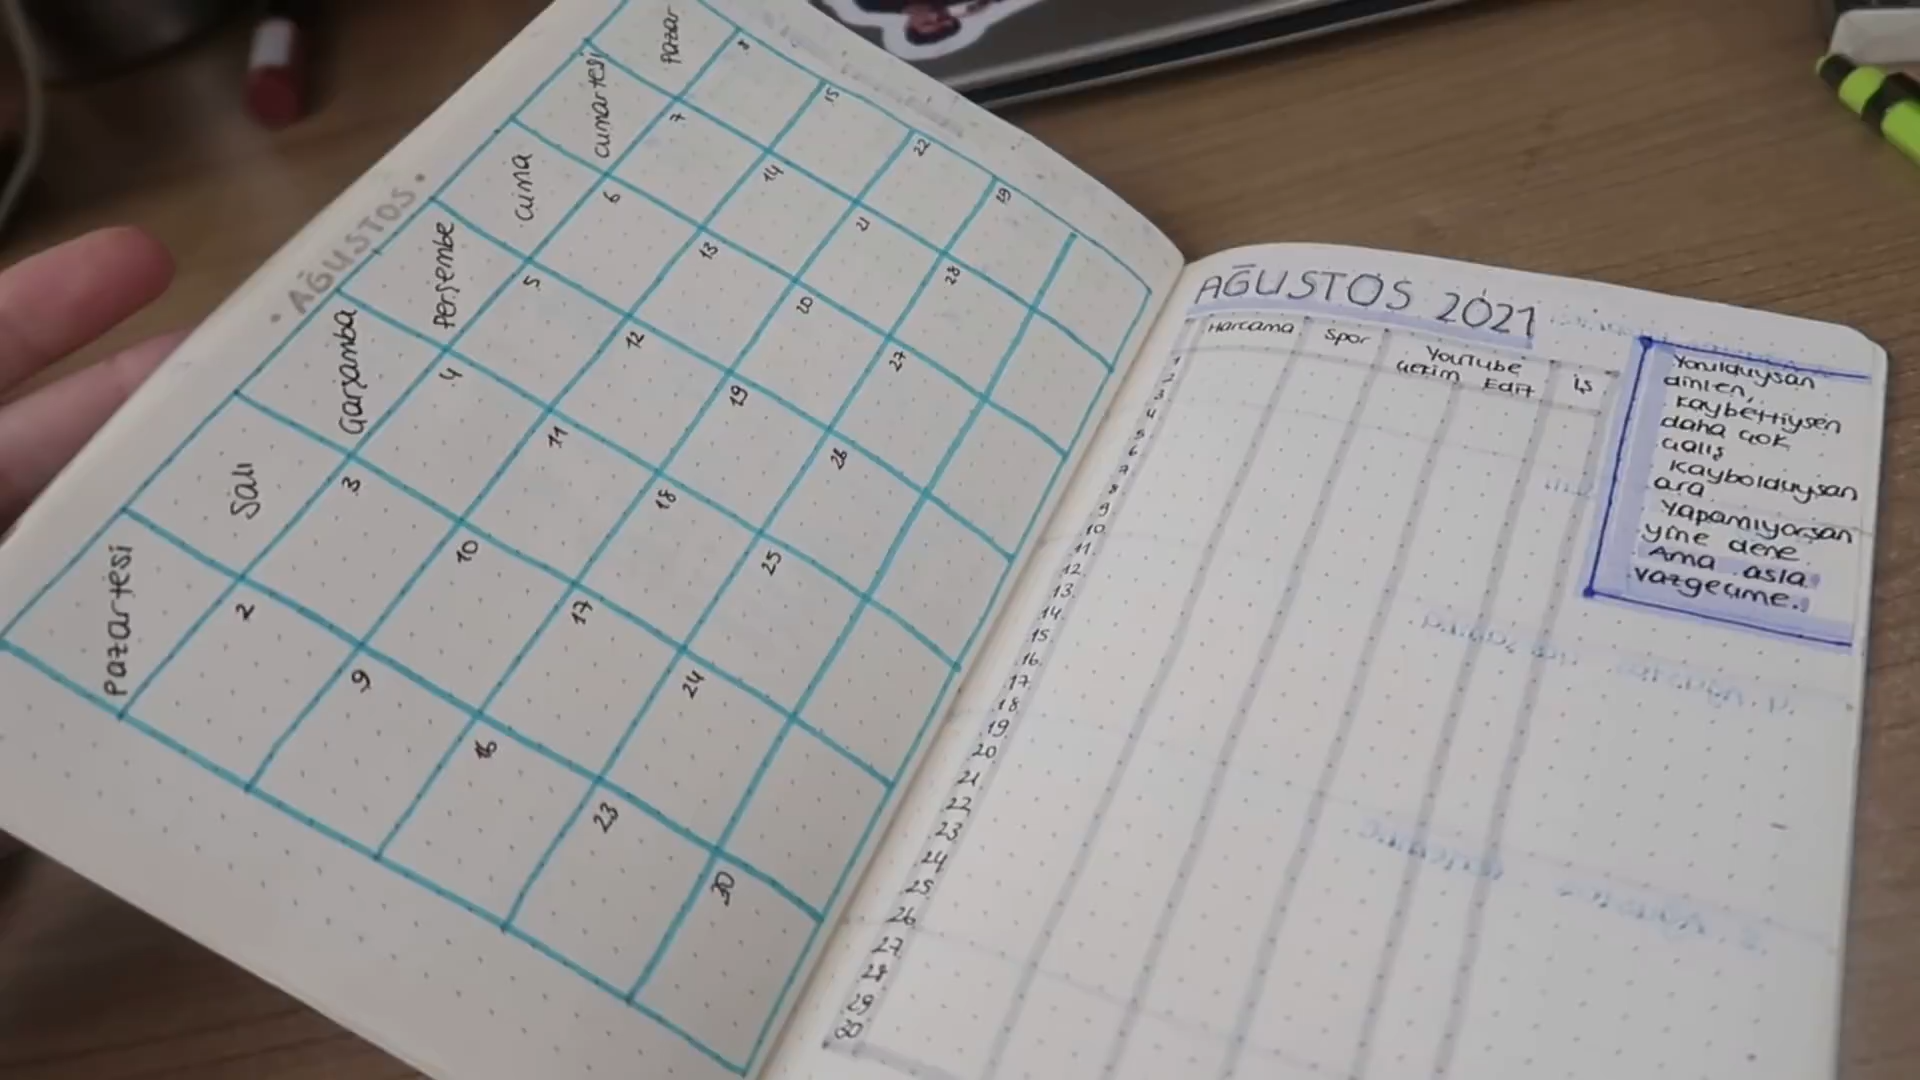 • AĞUSTOS •
Pazartesi
Salı
Çarşamba
Perşembe
Cuma
Cumartesi
Pazar
2
3
4
5
6
7
8
9
10
11
12
13
14
15
16
17
18
19
20
21
22
23
24
25
26
27
28
19
30
AĞUSTOS 2021
Harcama
Spor
YouTube
Çekim Edit
İş
1
2
3
4
5
6
7
8
9
10
11
12
13
14
15
16
17
18
19
20
21
22
23
24
25
26
27
28
29
30
Yorulduysan
dinlen,
Kaybettiysen
daha çok
çalış
Kaybolduysan
ara
Yapamıyorsan
yine dene
Ama asla
vazgeçme.